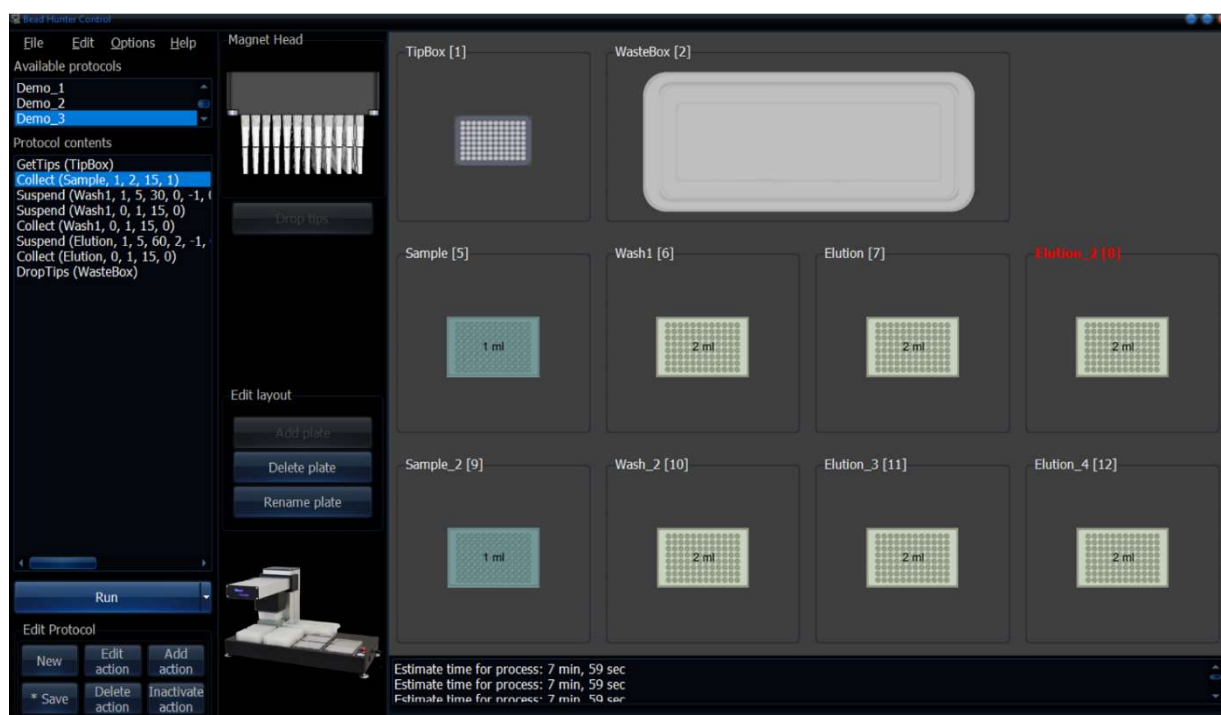 Bead Hunter Control
File Edit Options Help
Available protocols
Demo_1
Demo_2
Demo_3
Protocol contents
GetTips (TipBox)
Collect (Sample, 1, 2, 15, 1)
Suspend (Wash1, 1, 5, 30, 0, -1,
Suspend (Wash1, 0, 1, 15, 0)
Collect (Wash1, 0, 1, 15, 0)
Suspend (Elution, 1, 5, 60, 2, -1,
Collect (Elution, 0, 1, 15, 0)
DropTips (WasteBox)
Run
Edit Protocol
New
Edit action
Add action
* Save
Delete action
Inactivate action
Magnet Head
Drop tips
Edit layout
Add plate
Delete plate
Rename plate
TipBox [1]
WasteBox [2]
Sample [5]
1 ml
Wash1 [6]
2 ml
Elution [7]
2 ml
Elution_2 [8]
2 ml
Sample_2 [9]
1 ml
Wash_2 [10]
2 ml
Elution_3 [11]
2 ml
Elution_4 [12]
2 ml
Estimate time for process: 7 min, 59 sec
Estimate time for process: 7 min, 59 sec
Estimate time for process: 7 min, 59 sec